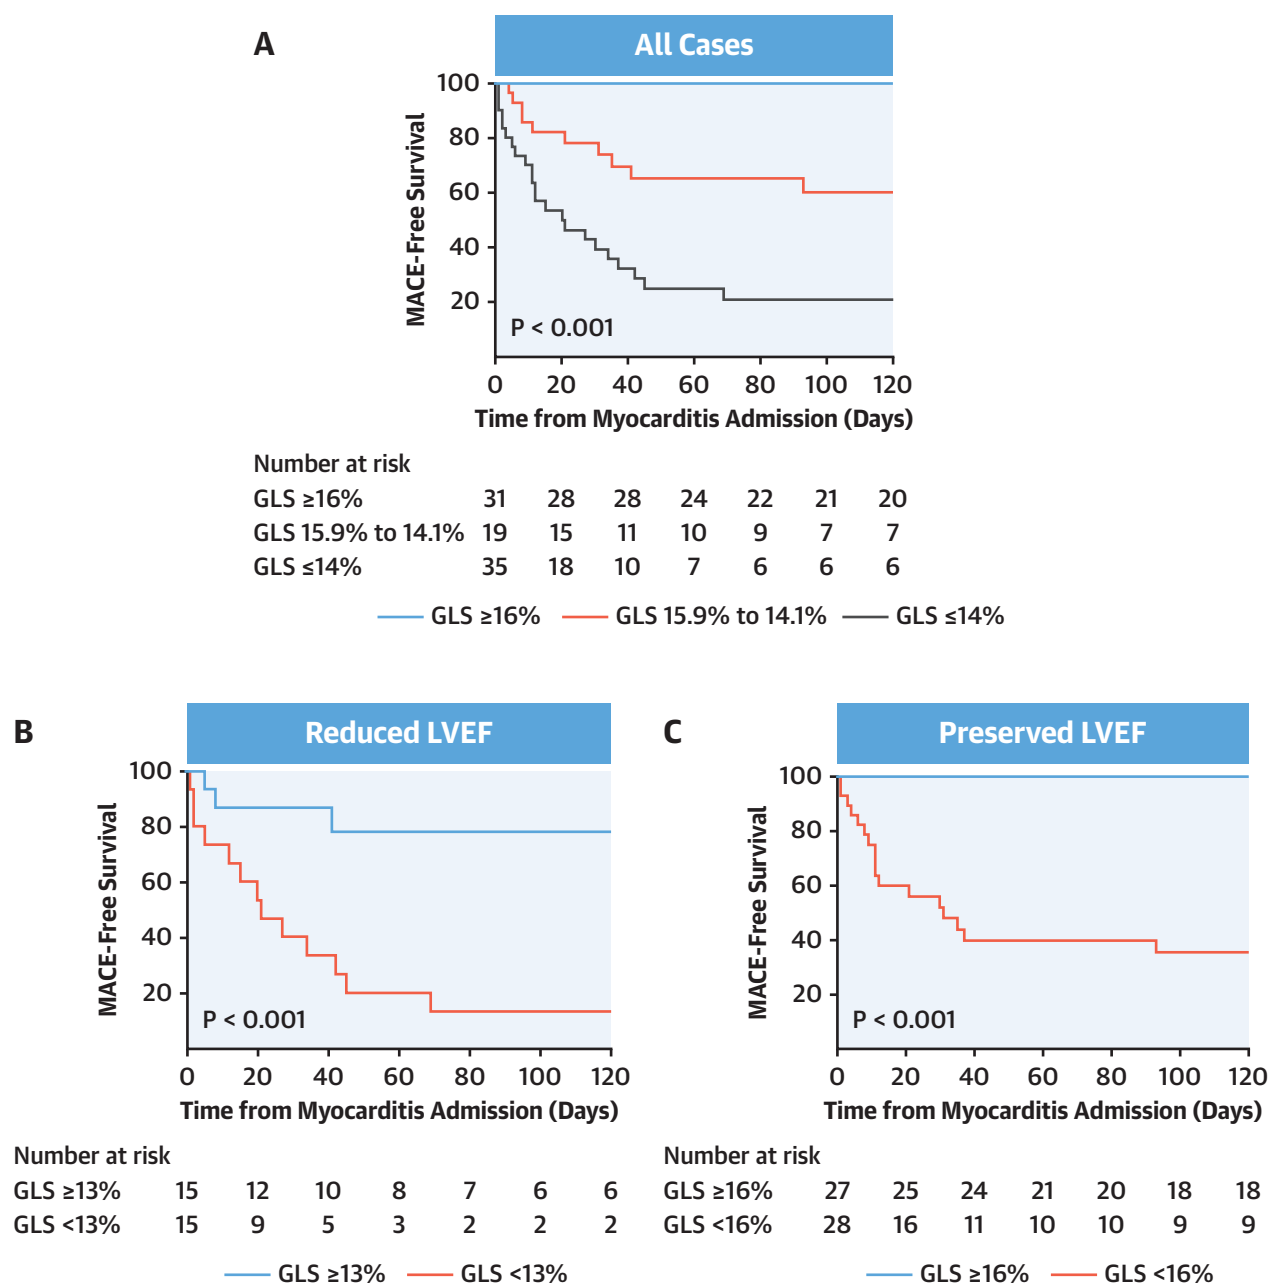 A
All Cases
MACE-Free Survival
100
80
60
40
20
P < 0.001
0 20 40 60 80 100 120
Time from Myocarditis Admission (Days)
Number at risk
GLS ≥16% 31 28 28 24 22 21 20
GLS 15.9% to 14.1% 19 15 11 10 9 7 7
GLS ≤14% 35 18 10 7 6 6 6
GLS ≥16% GLS 15.9% to 14.1% GLS ≤14%
B
Reduced LVEF
MACE-Free Survival
100
80
60
40
20
P < 0.001
0 20 40 60 80 100 120
Time from Myocarditis Admission (Days)
Number at risk
GLS ≥13% 15 12 10 8 7 6 6
GLS <13% 15 9 5 3 2 2 2
GLS ≥13% GLS <13%
C
Preserved LVEF
MACE-Free Survival
100
80
60
40
20
P < 0.001
0 20 40 60 80 100 120
Time from Myocarditis Admission (Days)
Number at risk
GLS ≥16% 27 25 24 21 20 18 18
GLS <16% 28 16 11 10 10 9 9
GLS ≥16% GLS <16%